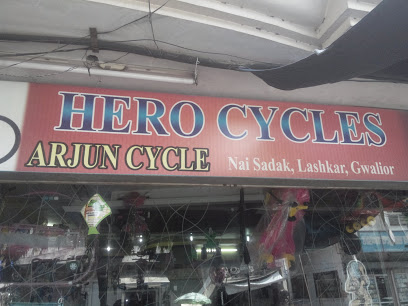 HERO CYCLES
ARJUN CYCLE Nai Sadak, Lashkar, Gwalior